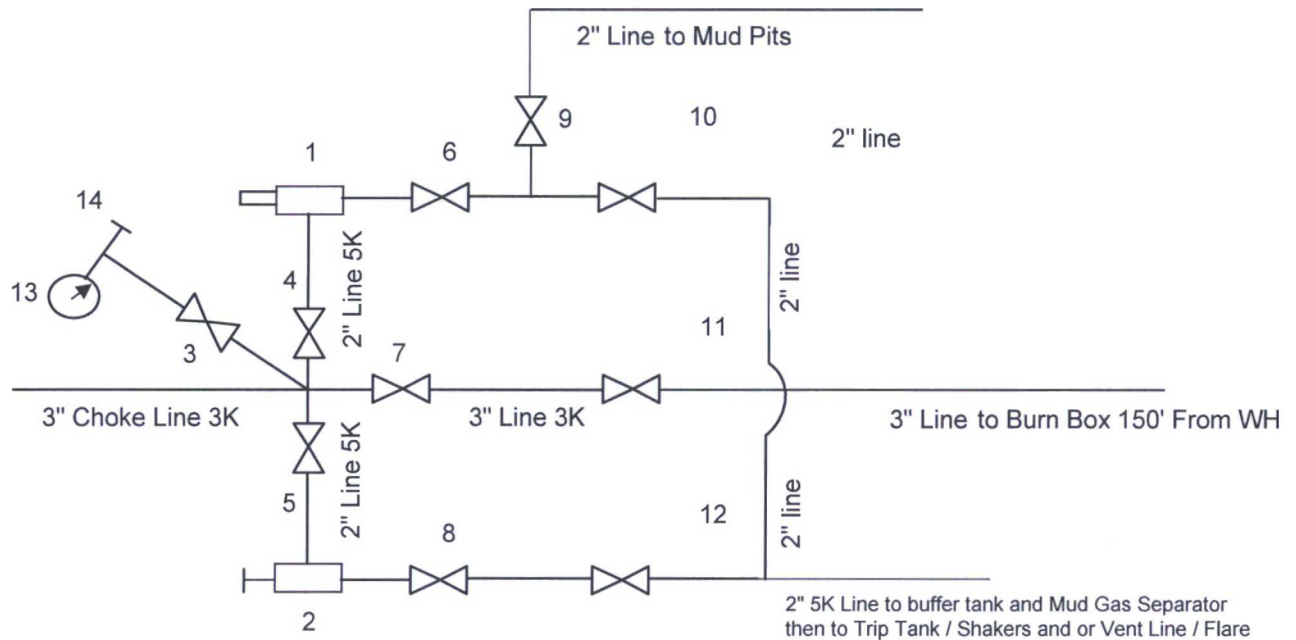 2" Line to Mud Pits
9
10
2" line
1
6
14
4
2" Line 5K
2" line
13
3
7
11
3" Choke Line 3K
3" Line 3K
3" Line to Burn Box 150' From WH
5
2" Line 5K
8
12
2" line
2
2" 5K Line to buffer tank and Mud Gas Separator
then to Trip Tank / Shakers and or Vent Line / Flare